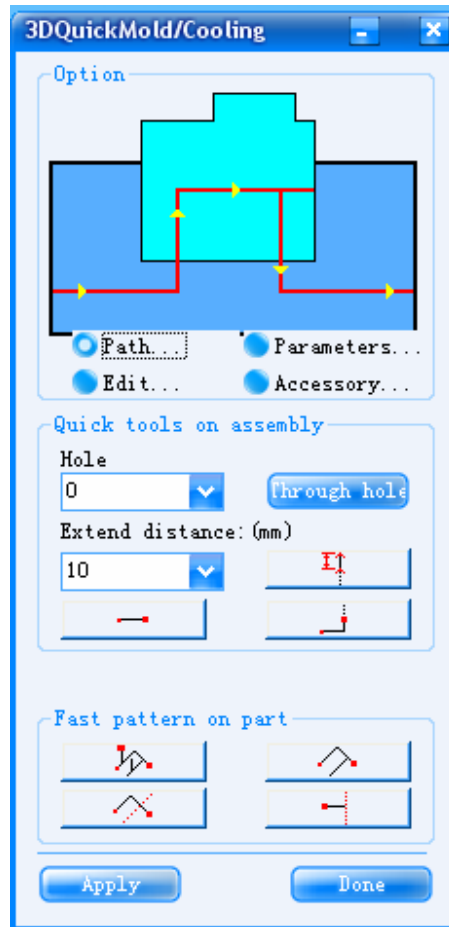 3DQuickMold/Cooling
Option
Path... Parameters...
Edit... Accessory...
Quick tools on assembly
Hole
0 Through hole
Extend distance:(mm)
10
Fast pattern on part
Apply Done